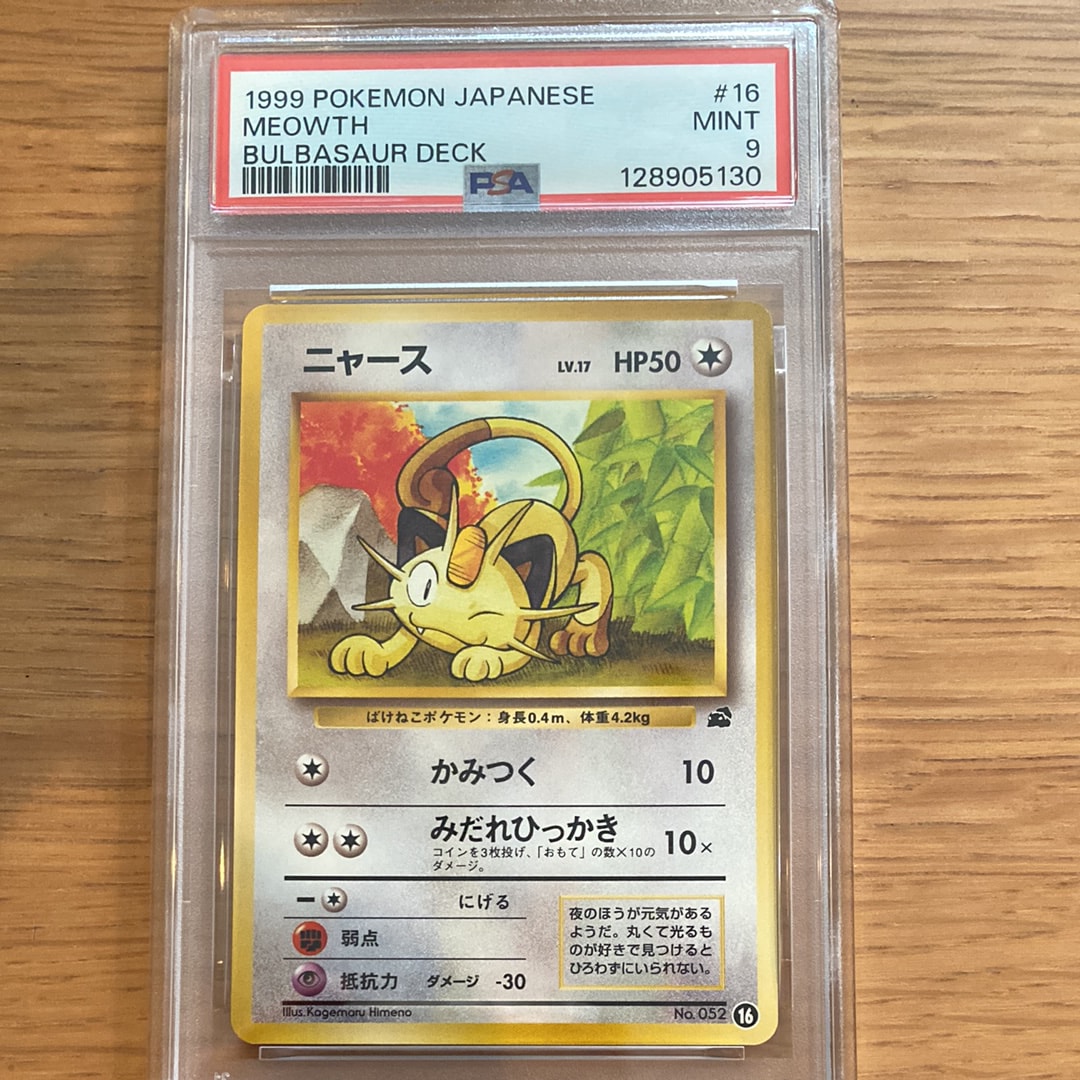 1999 POKEMON JAPANESE #16
MEOWTH MINT
BULBASAUR DECK 9
PSA 128905130
ニャース LV.17 HP50
ばけねこポケモン：身長0.4m、体重4.2kg
かみつく 10
みだれひっかき 10×
コインを3枚投げ、「おもて」の数×10の
ダメージ。
にげる
弱点
抵抗力 ダメージ -30
夜のほうが元気がある
ようだ。丸くて光るも
のが好きで見つけると
ひろわずにいられない。
Illus. Kagemaru Himeno
No. 052 16